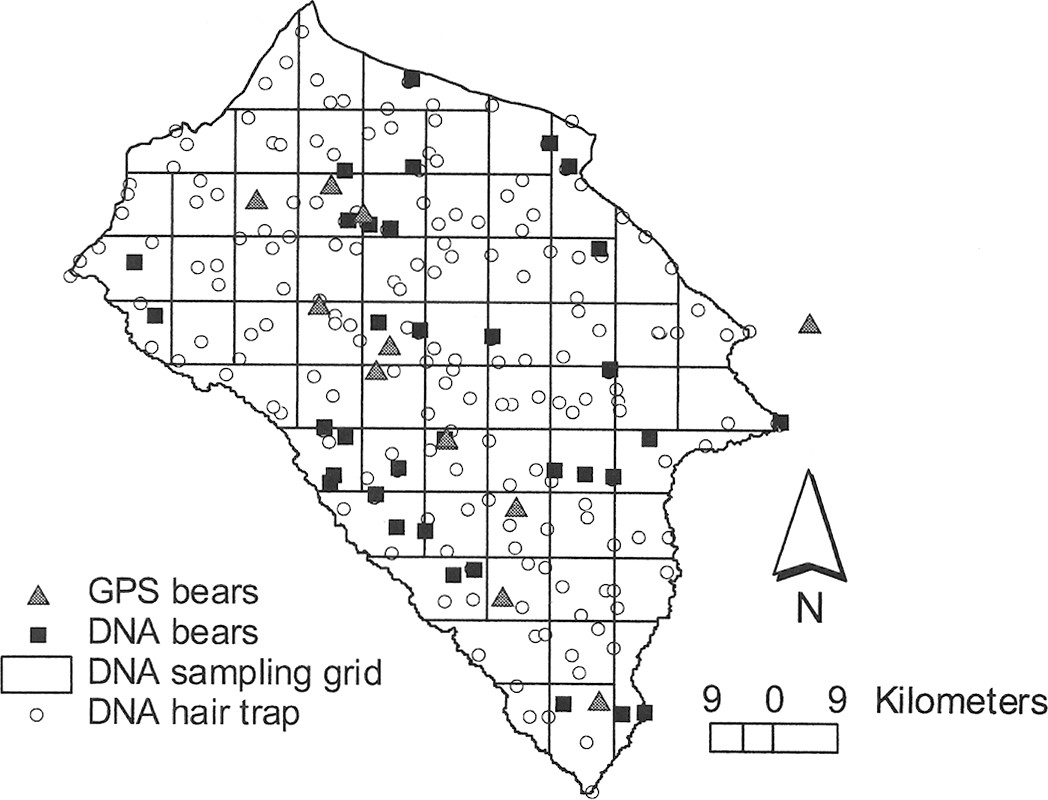 GPS bears
DNA bears
DNA sampling grid
DNA hair trap
N
9 0 9 Kilometers